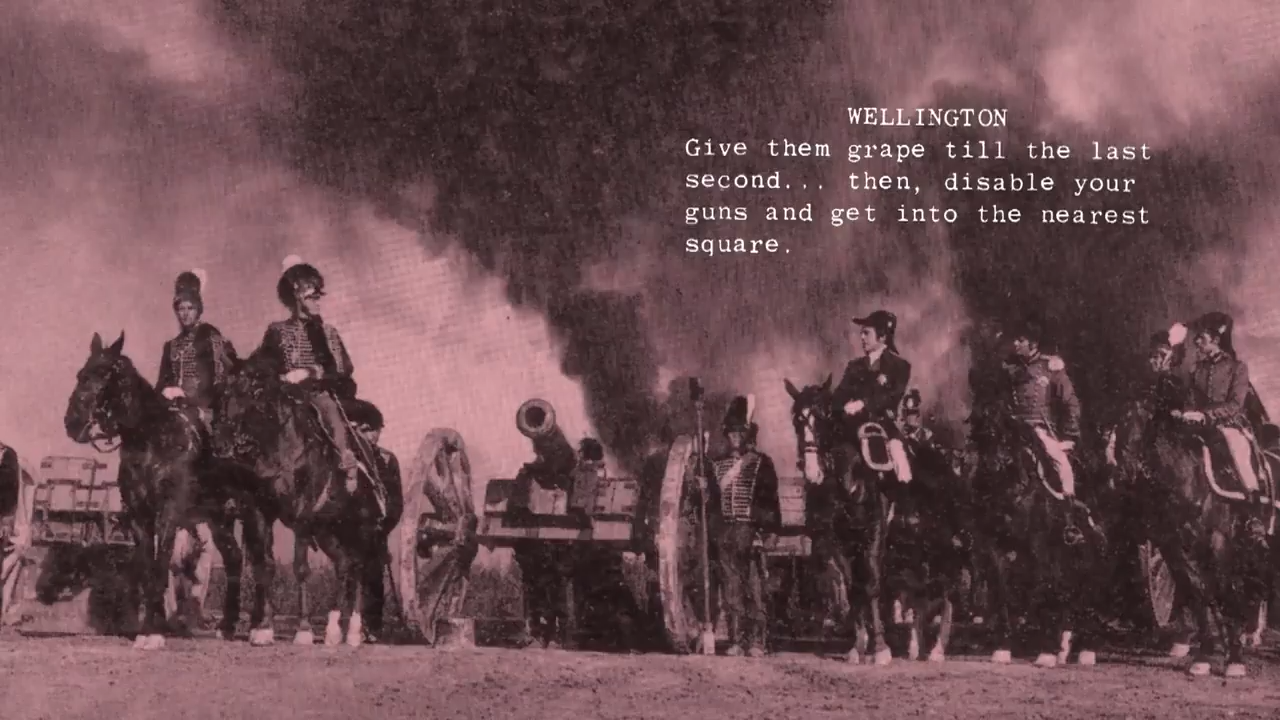 WELLINGTON
Give them grape till the last
second... then, disable your
guns and get into the nearest
square.